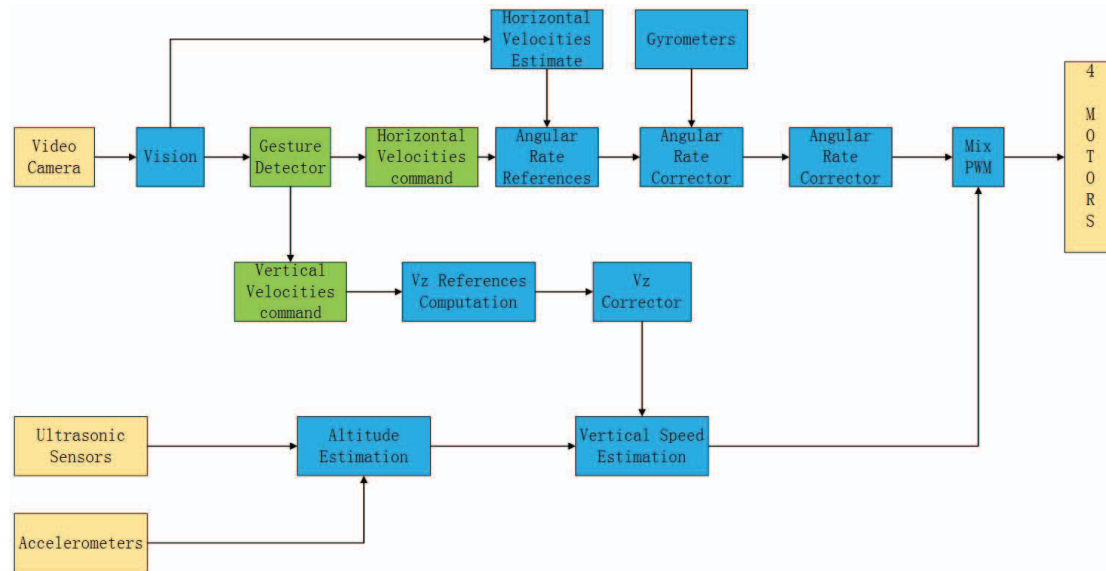 Horizontal
Velocities
Estimate
Gyrometers
4
M
O
T
O
R
S
Video
Camera
Vision
Gesture
Detector
Horizontal
Velocities
command
Angular
Rate
References
Angular
Rate
Corrector
Angular
Rate
Corrector
Mix
PWM
Vertical
Velocities
command
Vz References
Computation
Vz
Corrector
Ultrasonic
Sensors
Altitude
Estimation
Vertical Speed
Estimation
Accelerometers